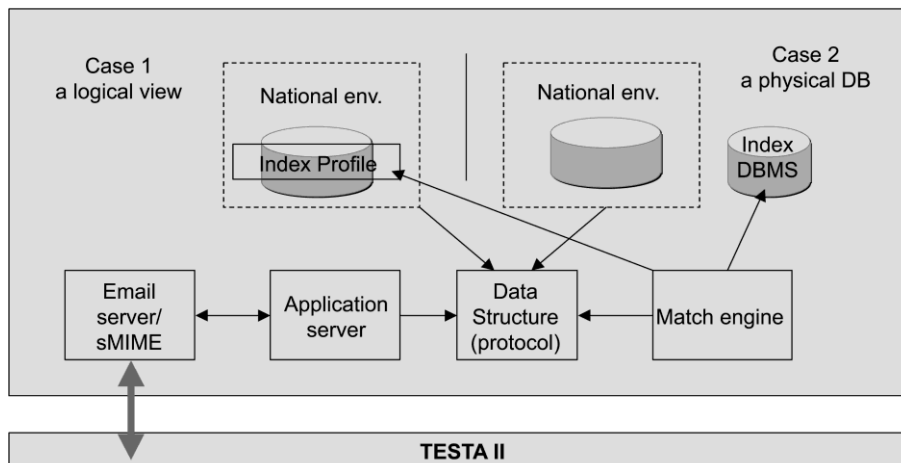 Case 1
a logical view
National env.
Index Profile
National env.
Case 2
a physical DB
Index
DBMS
Email
server/
sMIME
Application
server
Data
Structure
(protocol)
Match engine
TESTA II